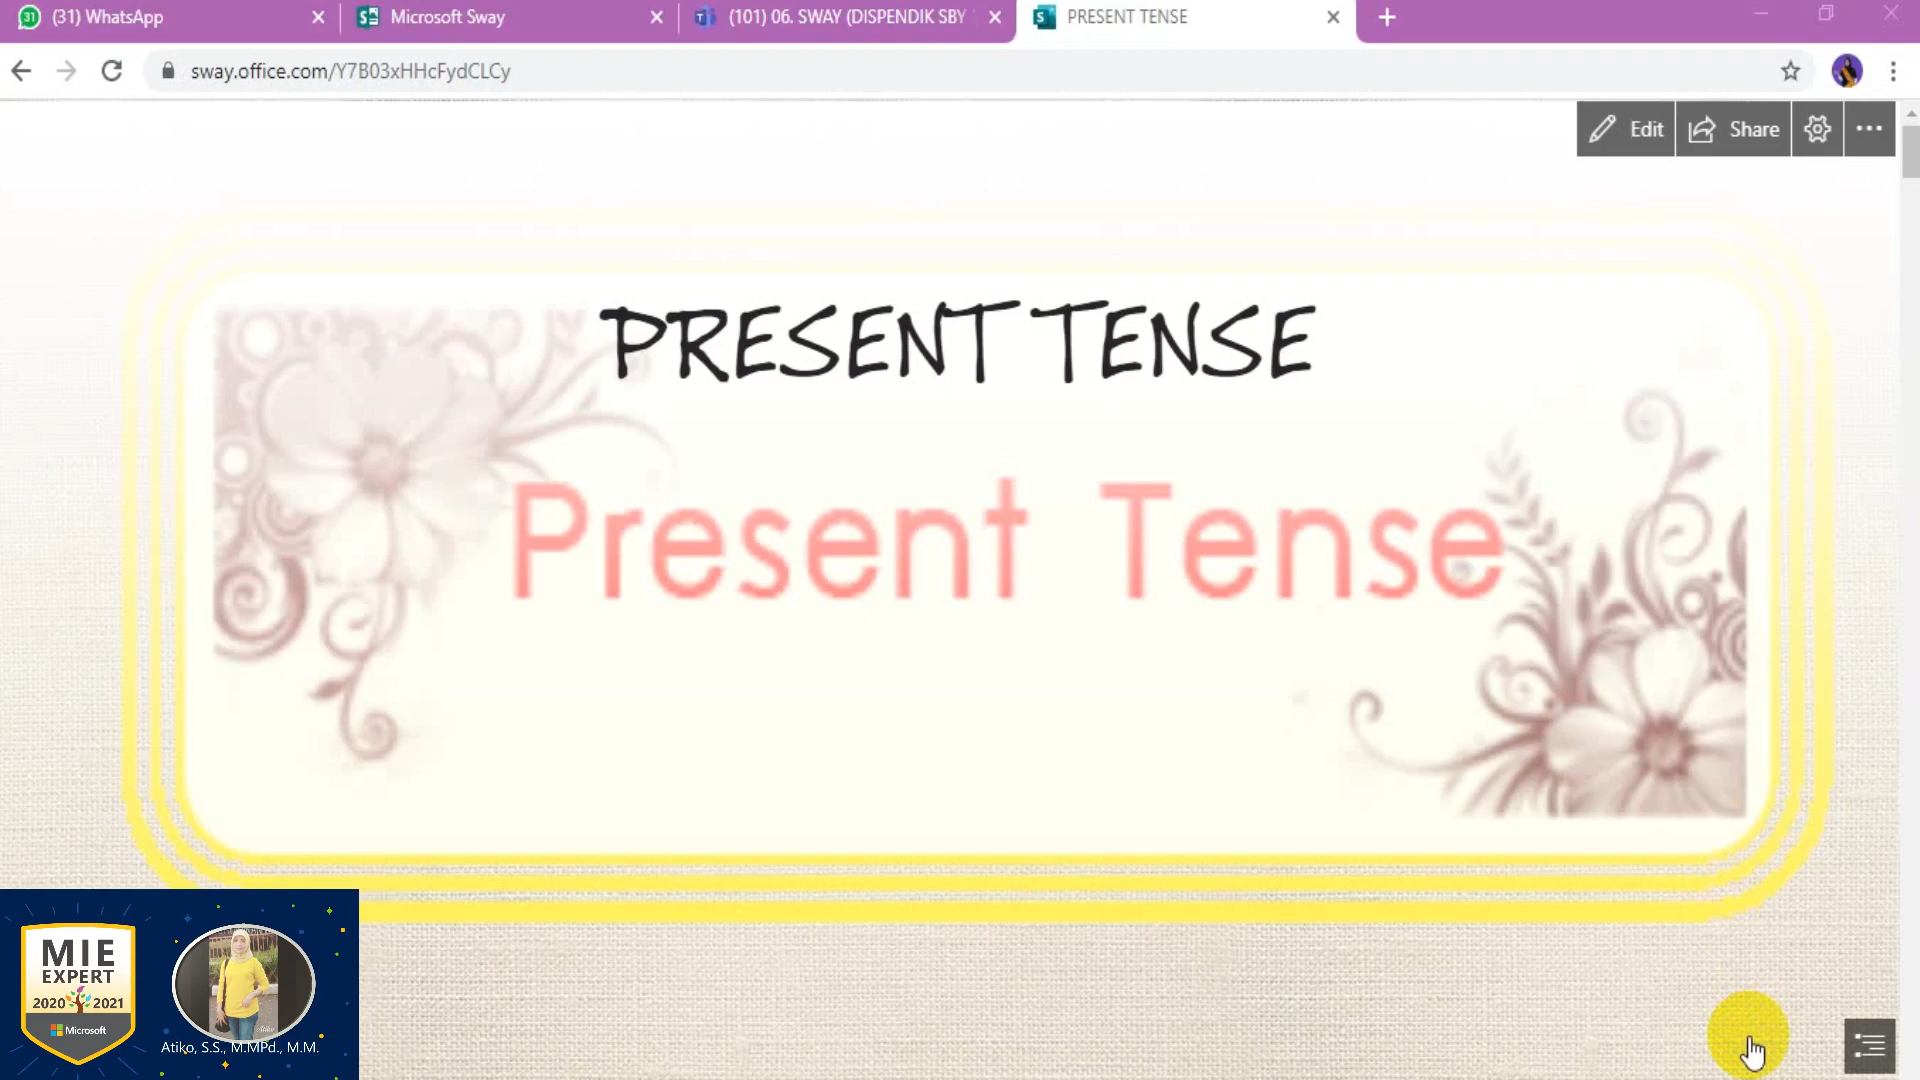 31
(31) WhatsApp
Microsoft Sway
(101) 06. SWAY (DISPENDIK SBY
PRESENT TENSE
sway.office.com/Y7B03xHHcFydCLCy
Edit
Share
PRESENT TENSE
Present Tense
MIE
EXPERT
2020 2021
Microsoft
Atiko, S.S., M.MPd., M.M.